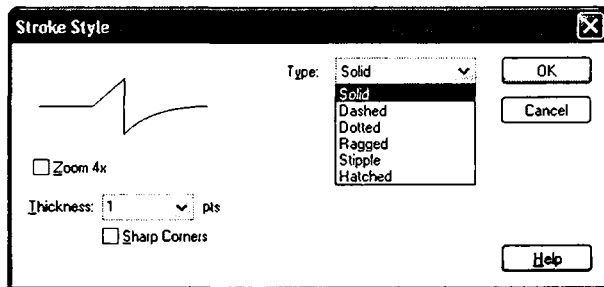 Stroke Style
Type: Solid
OK
Solid
Dashed
Dotted
Ragged
Stipple
Hatched
Cancel
Zoom 4x
Thickness: 1 pts
Sharp Corners
Help